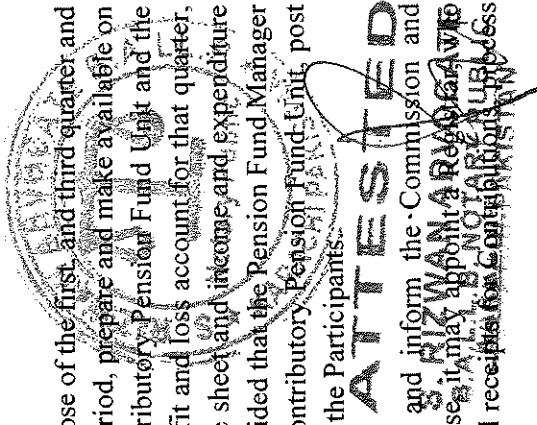 ose of the first, and third quarter and
riod, prepare and make available on
ributory Pension Fund Unit and the
fit and loss account for that quarter,
e sheet and income and expenditure
ided that the Pension Fund Manager
ontributory Pension Fund Unit, post
the Participants.
ATTESTED
and inform the Commission and
S. RIZWAN
se it may appoint a Registrar, who
NOTARY PUBLIC
d receipts for Contributions, process